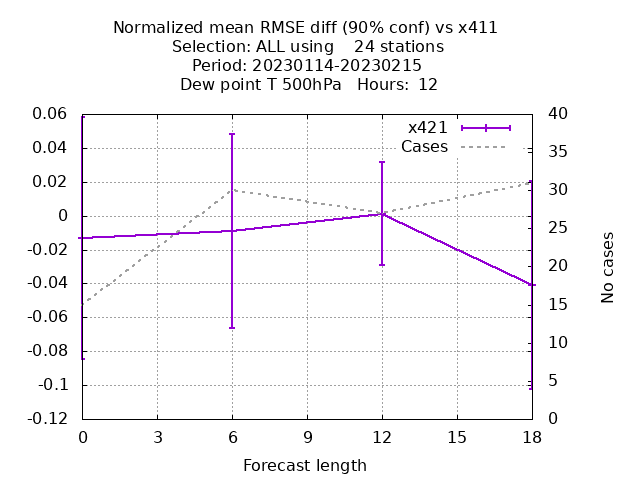 Normalized mean RMSE diff (90% conf) vs x411
Selection: ALL using    24 stations
Period: 20230114-20230215
Dew point T 500hPa   Hours:  12
x421
Cases
0.06
0.04
0.02
0
-0.02
-0.04
-0.06
-0.08
-0.1
-0.12
40
35
30
25
20
15
10
5
0
No cases
0 3 6 9 12 15 18
Forecast length